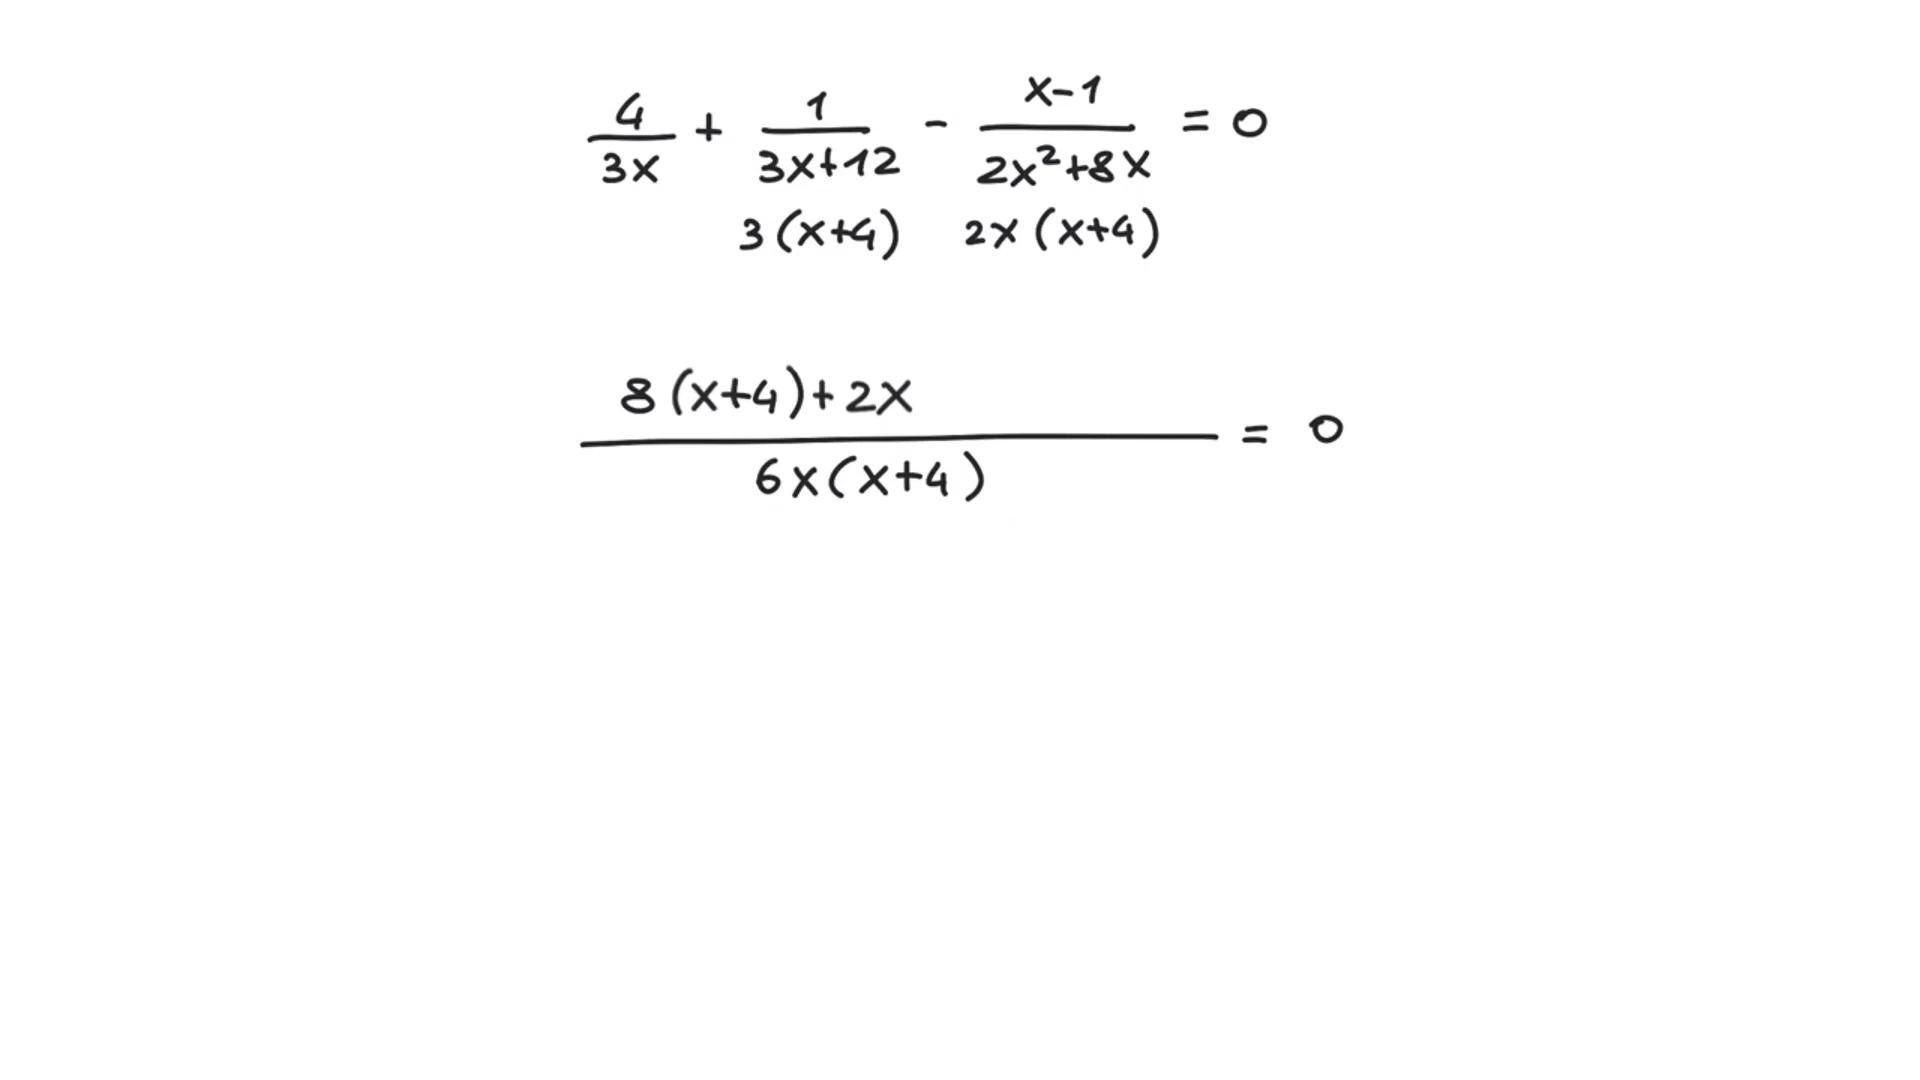 4/3x + 1/3x+12 - x-1/2x²+8x = 0
3(x+4) 2x(x+4)
8(x+4)+2x/6x(x+4) = 0